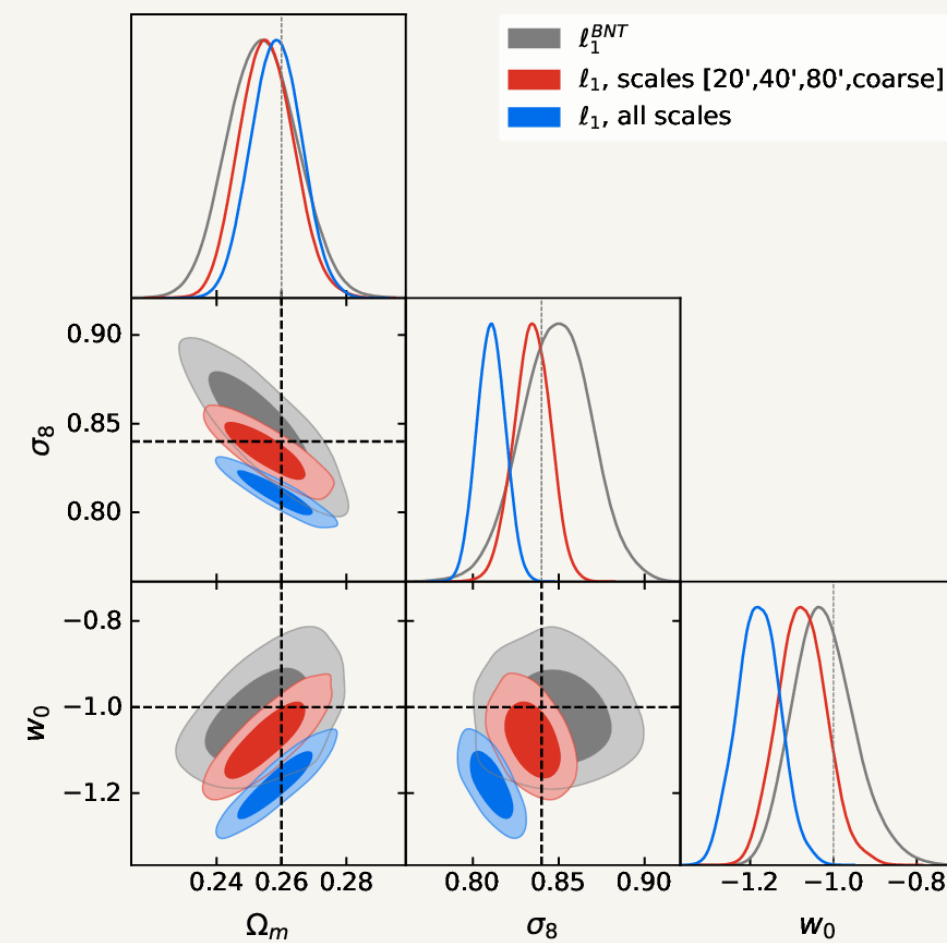 ℓ₁ᴮᴺᵀ
ℓ₁, scales [20',40',80',coarse]
ℓ₁, all scales
0.90
0.85
0.80
σ₈
−0.8
−1.0
−1.2
w₀
0.24 0.26 0.28
0.80 0.85 0.90
−1.2 −1.0 −0.8
Ωₘ
σ₈
w₀